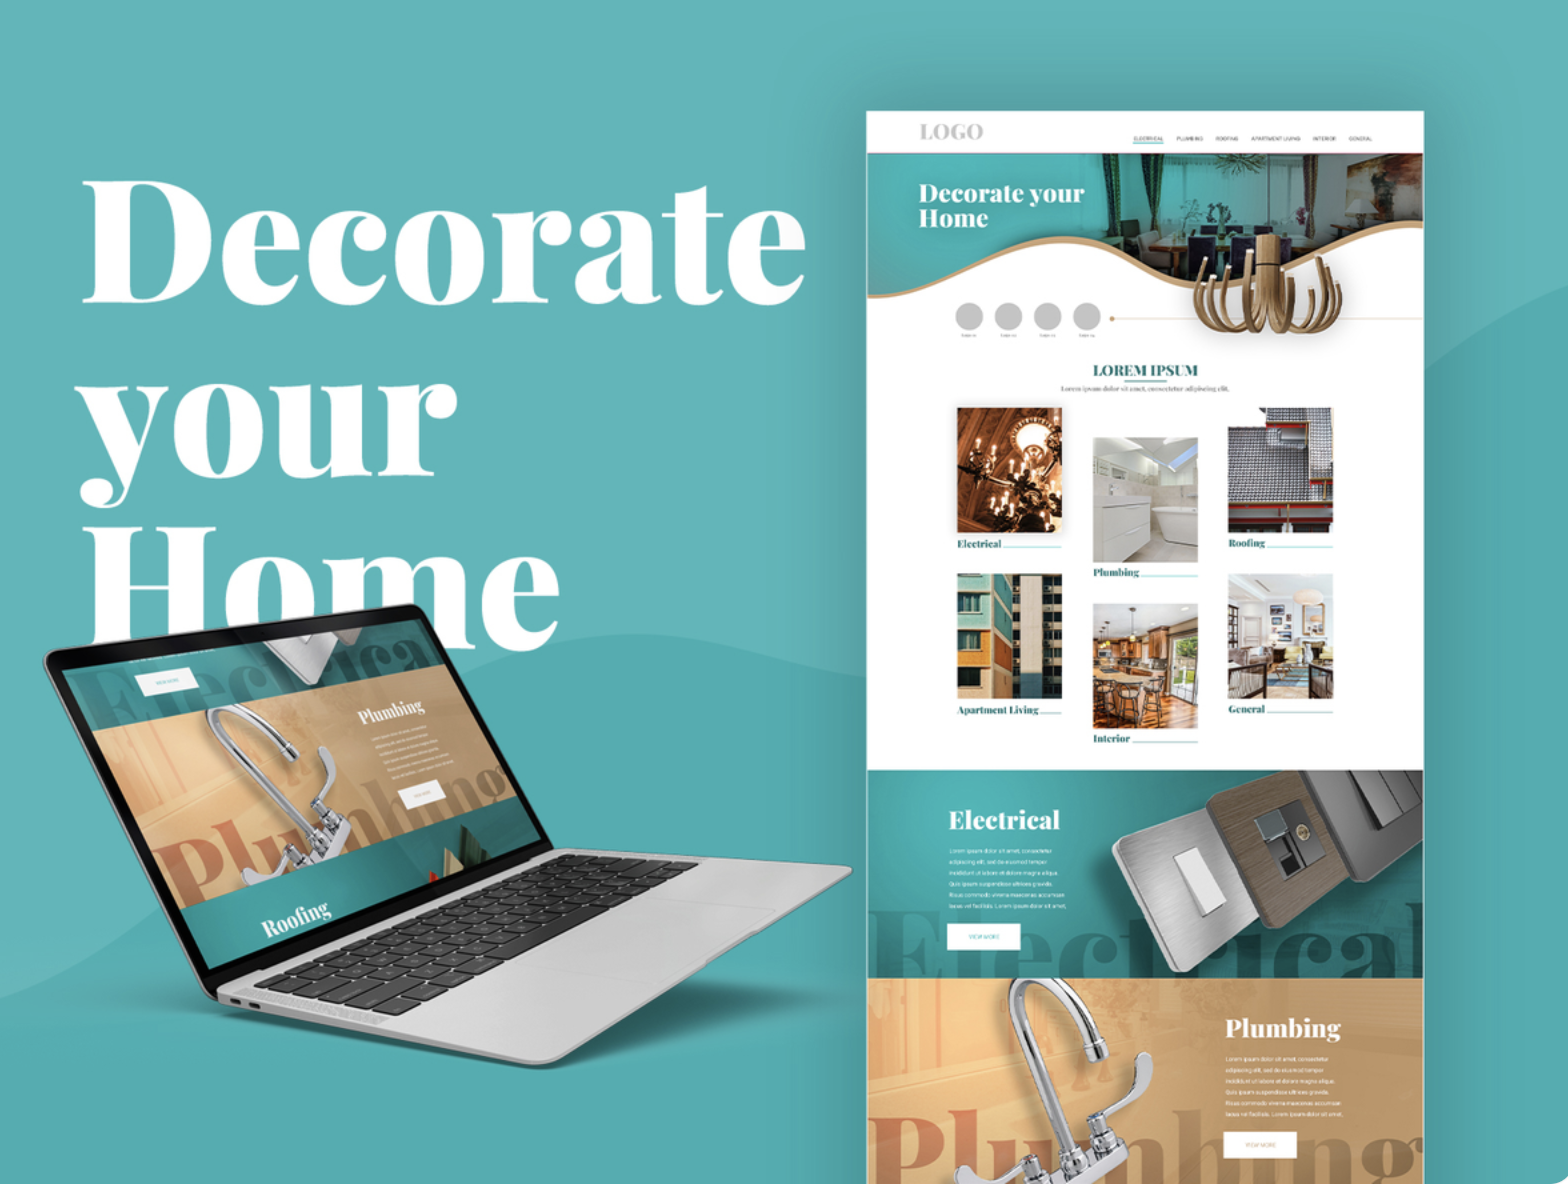 Decorate
your
Home
LOGO
ELECTRICAL PLUMBING ROOFING APARTMENT LIVING INTERIOR GENERAL
Decorate your
Home
LOREM IPSUM
Lorem ipsum dolor sit amet, consectetur adipiscing elit.
Electrical
Plumbing
Roofing
Apartment Living
Interior
General
Electrical
Lorem ipsum dolor sit amet, consectetur
adipiscing elit, sed do eiusmod tempor
incididunt ut labore et dolore magna aliqua.
Quis ipsum suspendisse ultrices gravida.
Risus commodo viverra maecenas accumsan
lacus vel facilisis. Lorem ipsum dolor sit amet,
VIEW MORE
Electrical
Plumbing
Lorem ipsum dolor sit amet, consectetur
adipiscing elit, sed do eiusmod tempor
incididunt ut labore et dolore magna aliqua.
Quis ipsum suspendisse ultrices gravida.
Risus commodo viverra maecenas accumsan
lacus vel facilisis. Lorem ipsum dolor sit amet,
VIEW MORE
Plumbing
Electrical
VIEW MORE
Plumbing
VIEW MORE
Plumbing
Roofing